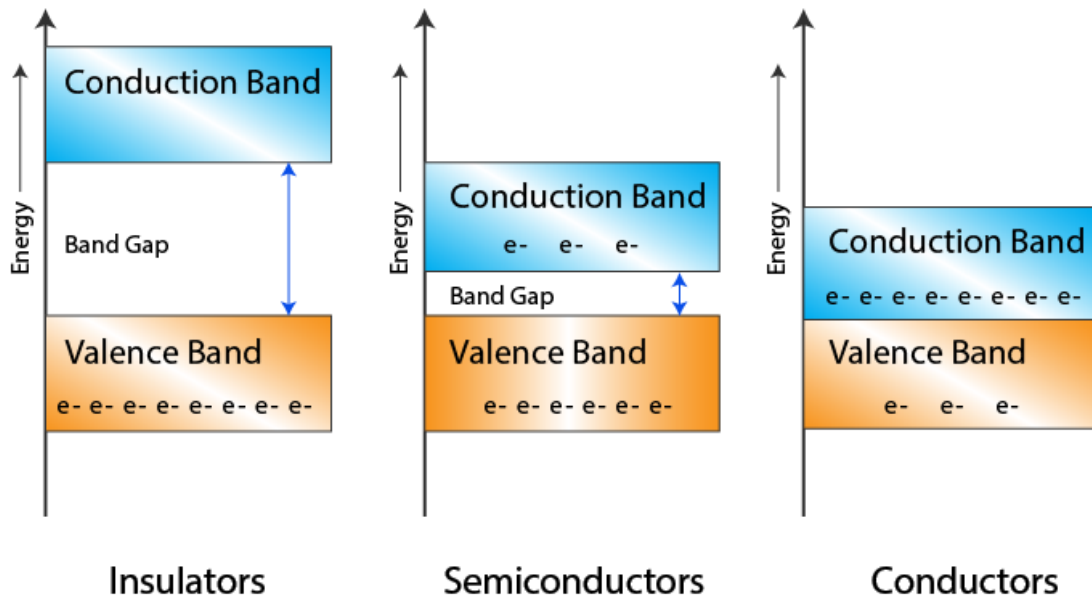 Energy
Conduction Band
Band Gap
Valence Band
e- e- e- e- e- e- e- e-
Insulators
Energy
Conduction Band
e- e- e-
Band Gap
Valence Band
e- e- e- e- e- e-
Semiconductors
Energy
Conduction Band
e- e- e- e- e- e- e- e-
Valence Band
e- e- e-
Conductors